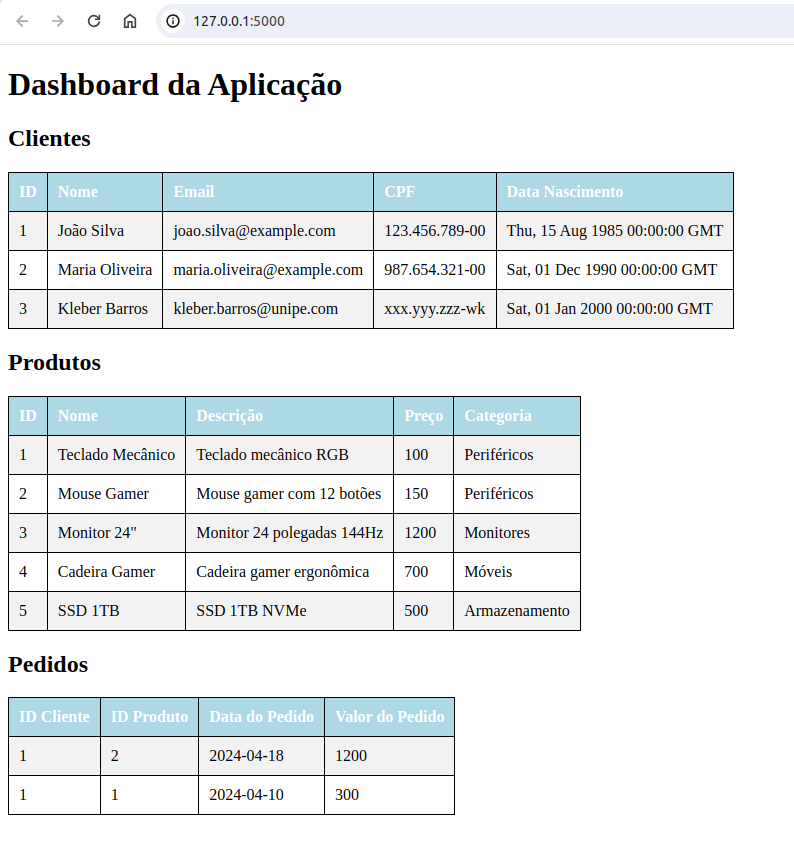 127.0.0.1:5000
Dashboard da Aplicação
Clientes
ID Nome Email CPF Data Nascimento
1 João Silva joao.silva@example.com 123.456.789-00 Thu, 15 Aug 1985 00:00:00 GMT
2 Maria Oliveira maria.oliveira@example.com 987.654.321-00 Sat, 01 Dec 1990 00:00:00 GMT
3 Kleber Barros kleber.barros@unipe.com xxx.yyy.zzz-wk Sat, 01 Jan 2000 00:00:00 GMT
Produtos
ID Nome Descrição Preço Categoria
1 Teclado Mecânico Teclado mecânico RGB 100 Periféricos
2 Mouse Gamer Mouse gamer com 12 botões 150 Periféricos
3 Monitor 24" Monitor 24 polegadas 144Hz 1200 Monitores
4 Cadeira Gamer Cadeira gamer ergonômica 700 Móveis
5 SSD 1TB SSD 1TB NVMe 500 Armazenamento
Pedidos
ID Cliente ID Produto Data do Pedido Valor do Pedido
1 2 2024-04-18 1200
1 1 2024-04-10 300